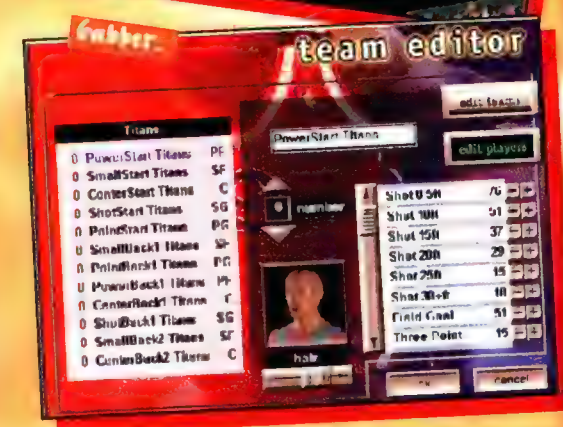 team editor
edit teams
edit players
Titans
0 PowerStart Titans PF
0 SmallStart Titans SF
0 CenterStart Titans C
0 ShotStart Titans SG
0 PointStart Titans PG
0 SmallBack1 Titans SF
0 PointBack1 Titans PG
0 PowerBack1 Titans PF
0 CenterBack1 Titans C
0 ShotBack1 Titans SG
0 SmallBack2 Titans SF
0 CenterBack2 Titans C
PowerStart Titans
number
hair
Shot 0 5ft 76
Shot 10ft 51
Shot 15ft 37
Shot 20ft 29
Shot 25ft 15
Shot 30+ft 10
Field Goal 51
Three Point 15
cancel